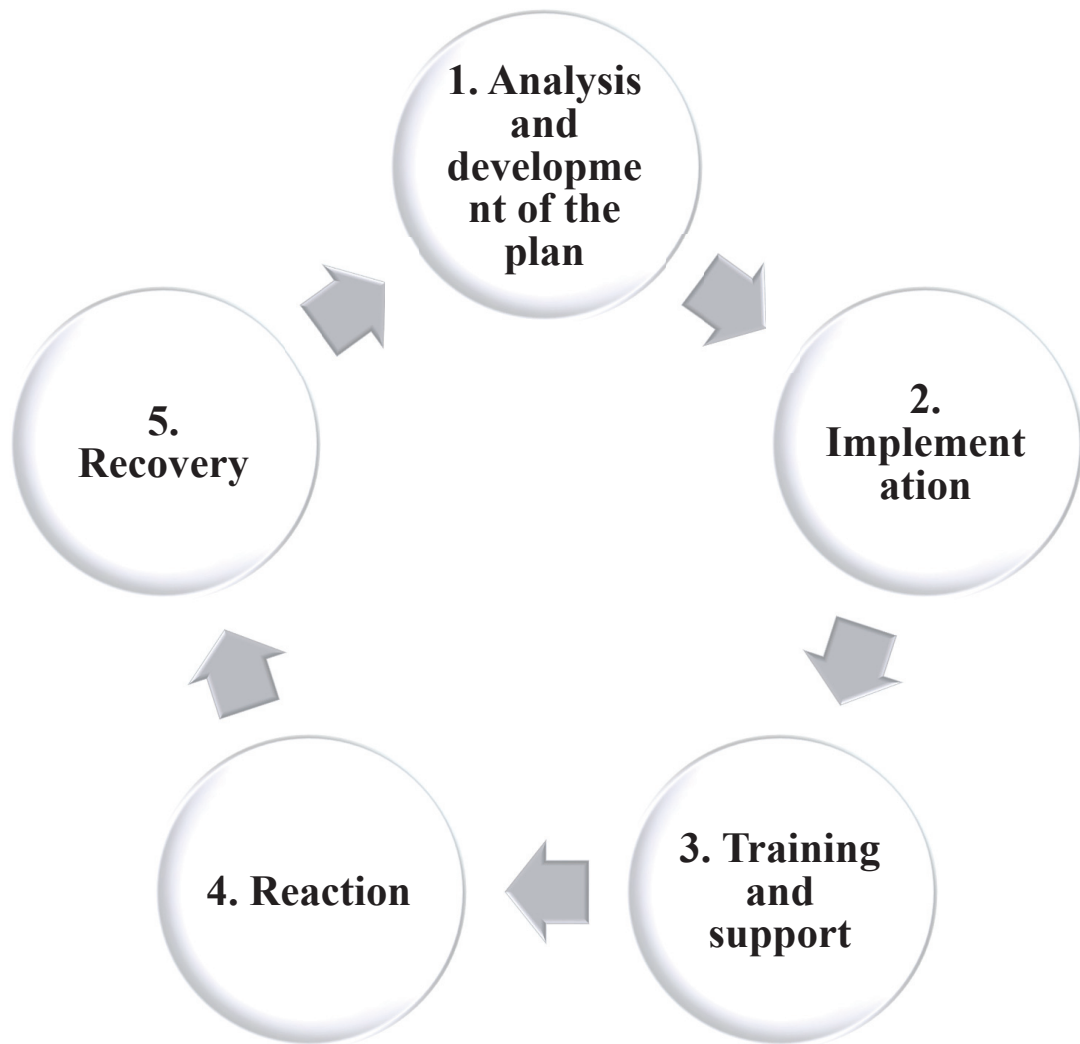 1. Analysis
and
developme
nt of the
plan
2.
Implement
ation
3. Training
and
support
4. Reaction
5.
Recovery